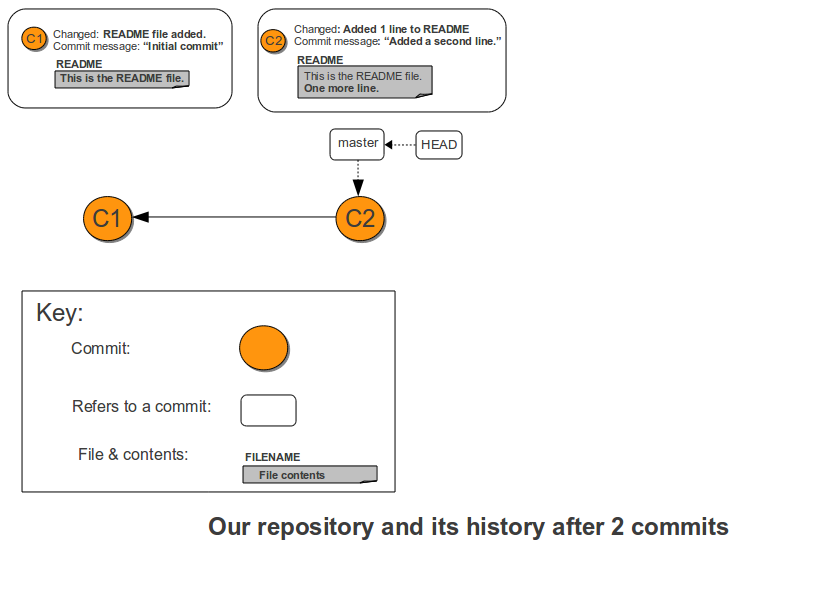 C1
Changed: README file added.
Commit message: “Initial commit”
README
This is the README file.
C2
Changed: Added 1 line to README
Commit message: “Added a second line.”
README
This is the README file.
One more line.
master
HEAD
C1
C2
Key:
Commit:
Refers to a commit:
File & contents:
FILENAME
File contents
Our repository and its history after 2 commits